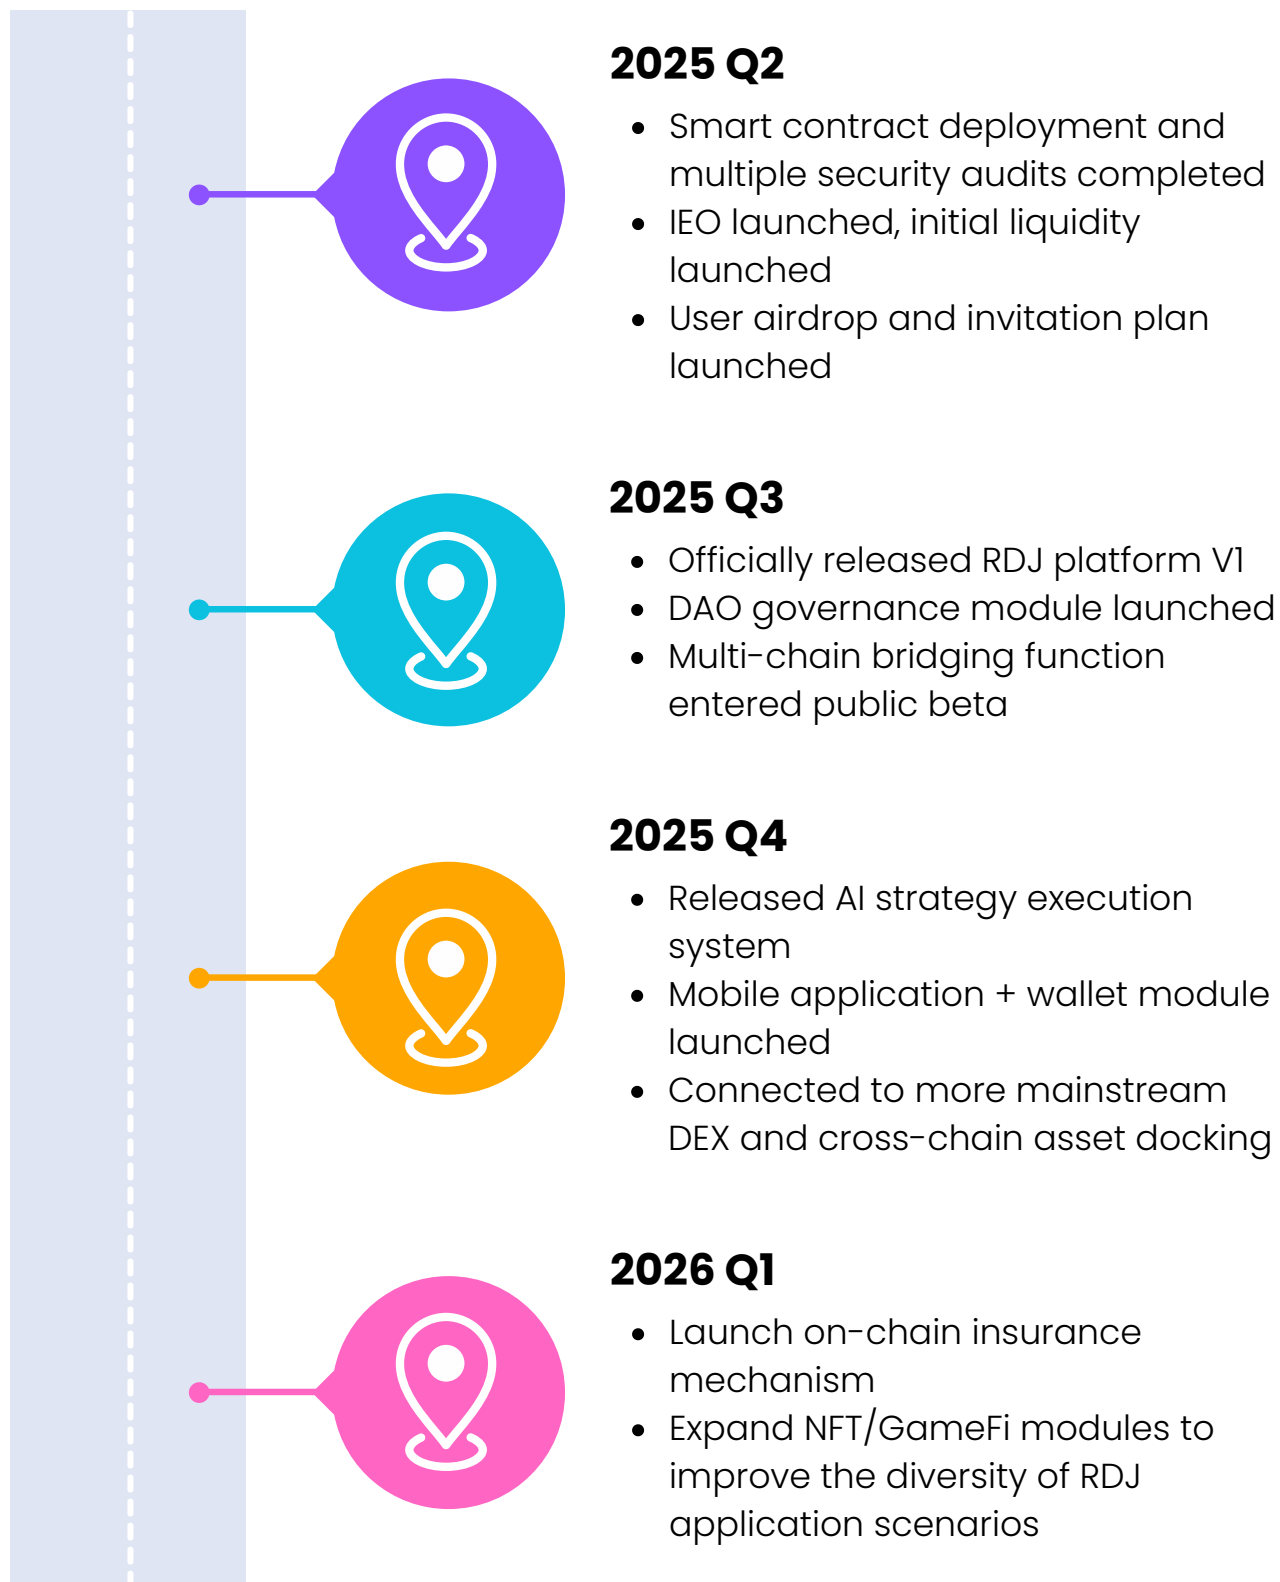 2025 Q2
• Smart contract deployment and
multiple security audits completed
• IEO launched, initial liquidity
launched
• User airdrop and invitation plan
launched
2025 Q3
• Officially released RDJ platform V1
• DAO governance module launched
• Multi-chain bridging function
entered public beta
2025 Q4
• Released AI strategy execution
system
• Mobile application + wallet module
launched
• Connected to more mainstream
DEX and cross-chain asset docking
2026 Q1
• Launch on-chain insurance
mechanism
• Expand NFT/GameFi modules to
improve the diversity of RDJ
application scenarios